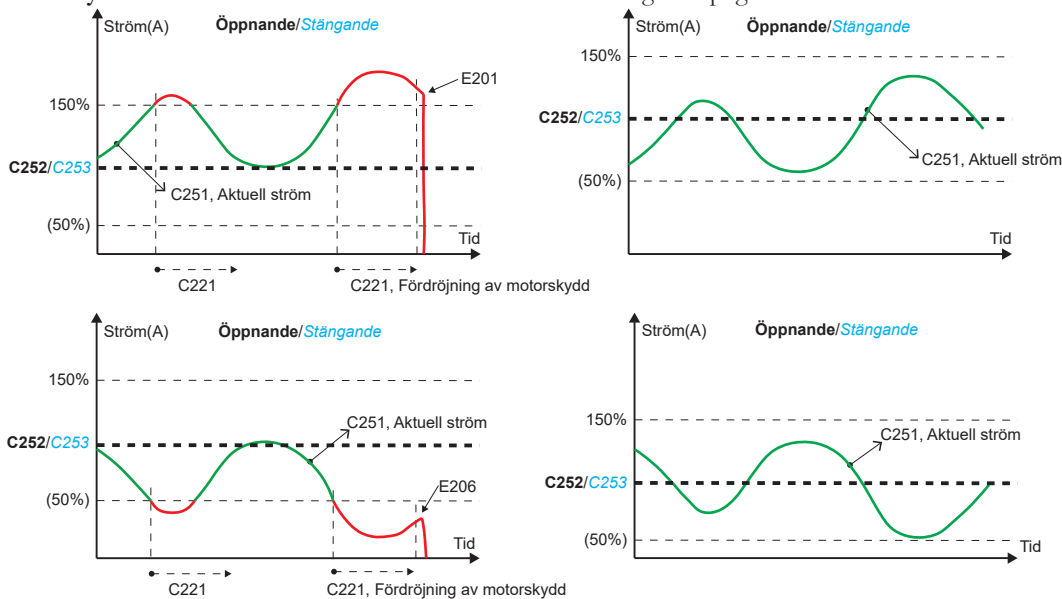 Ström(A)
Öppnande/Stängande
150%
E201
C252/C253
C251, Aktuell ström
(50%)
Tid
C221
C221, Fördröjning av motorskydd
Öppnande/Stängande
150%
C252/C253
C251, Aktuell ström
(50%)
Tid
Ström(A)
Öppnande/Stängande
150%
C251, Aktuell ström
C252/C253
(50%)
E206
Tid
C221
C221, Fördröjning av motorskydd
Ström(A)
Öppnande/Stängande
150%
C251, Aktuell ström
C252/C253
(50%)
Tid